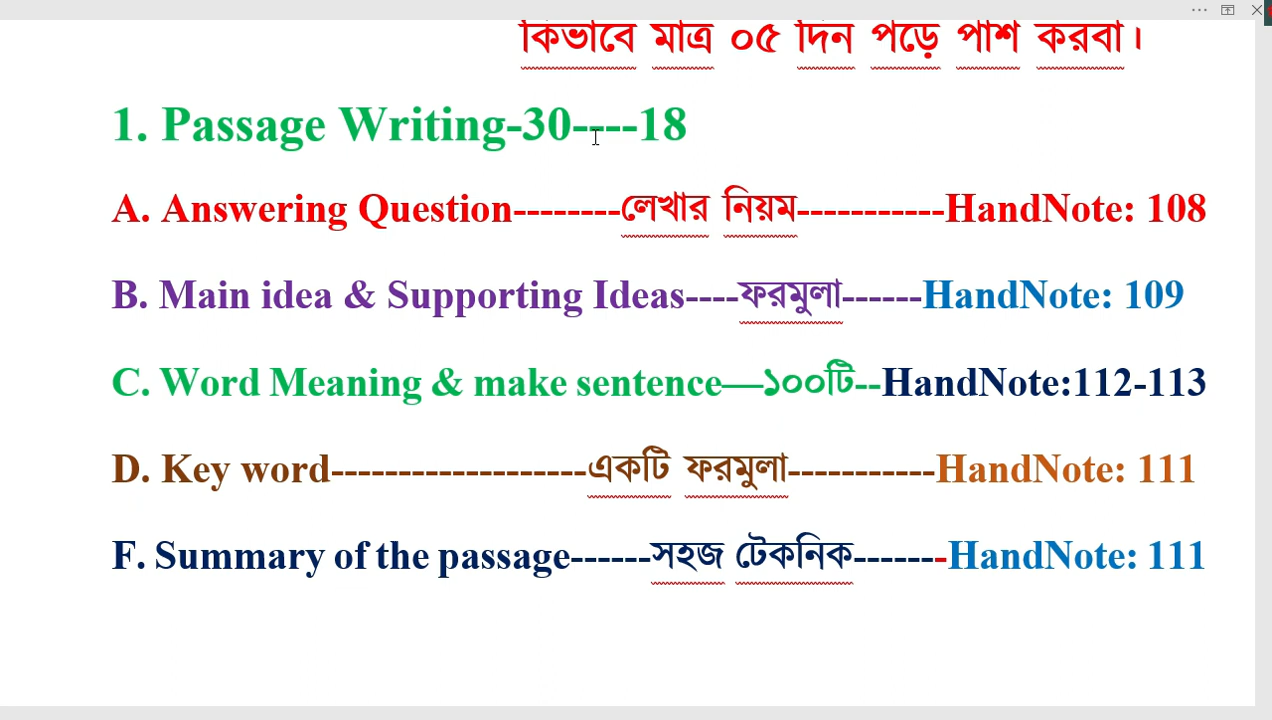 কিভাবে মাত্র ০৫ দিন পড়ে পাশ করবা।
1. Passage Writing-30----18
A. Answering Question--------লেখার নিয়ম-----------HandNote: 108
B. Main idea & Supporting Ideas----ফরমুলা------HandNote: 109
C. Word Meaning & make sentence—১০০টি--HandNote:112-113
D. Key word-------------------একটি ফরমুলা-----------HandNote: 111
F. Summary of the passage------সহজ টেকনিক-------HandNote: 111